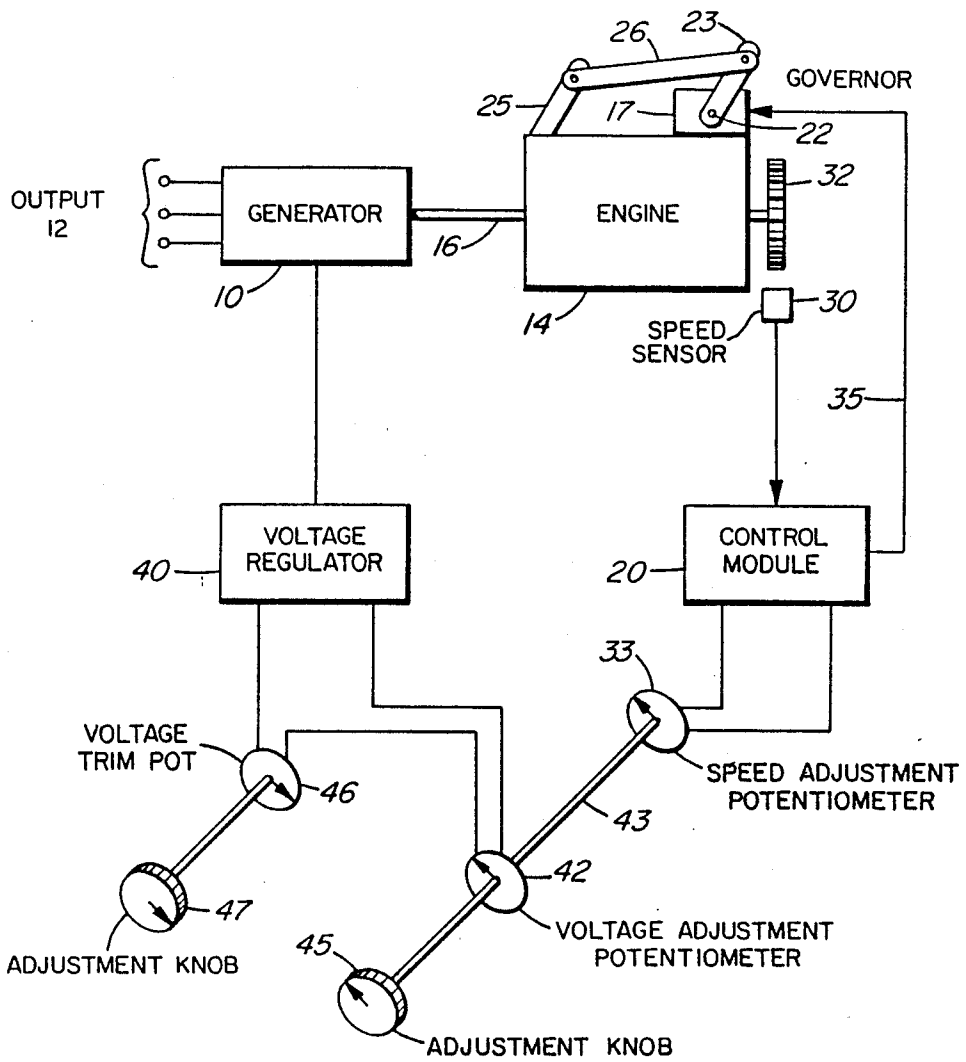 23
26
GOVERNOR
25
17
22
32
OUTPUT
12
GENERATOR
ENGINE
16
10
14
30
SPEED
SENSOR
35
VOLTAGE
REGULATOR
40
CONTROL
MODULE
20
33
VOLTAGE
TRIM POT
46
SPEED ADJUSTMENT
POTENTIOMETER
43
42
47
VOLTAGE ADJUSTMENT
POTENTIOMETER
ADJUSTMENT KNOB
45
ADJUSTMENT KNOB